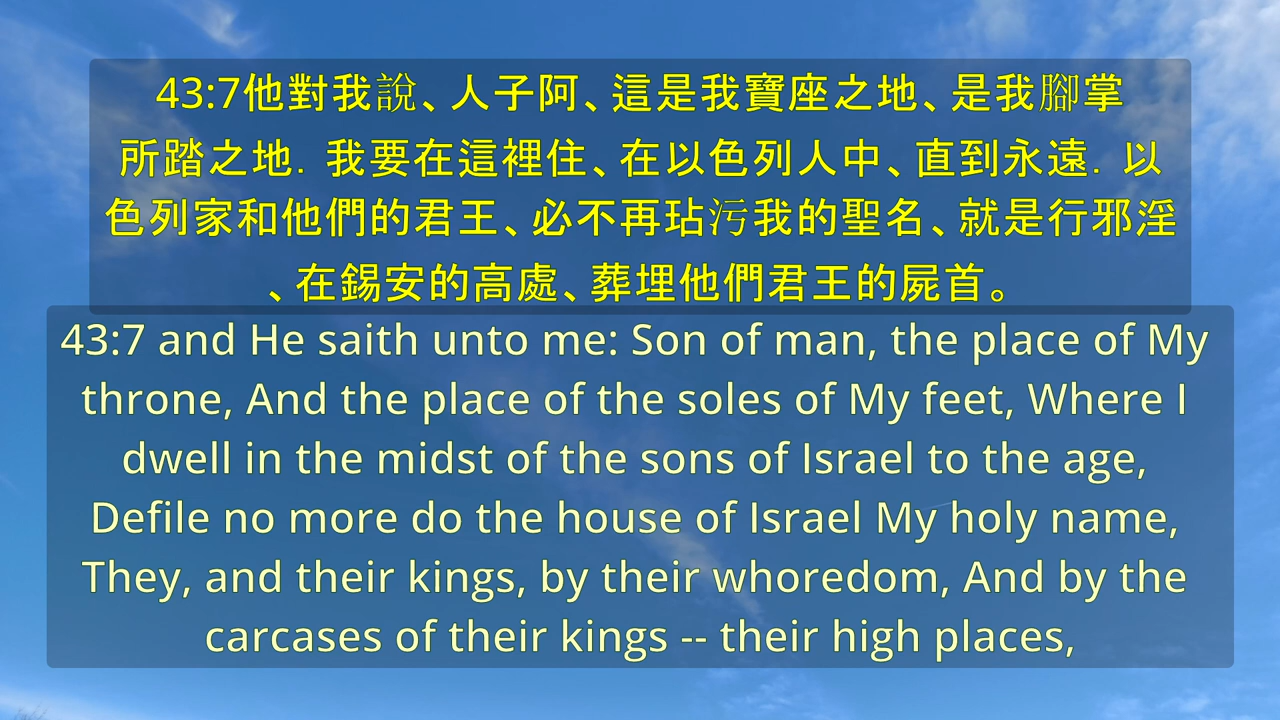 43:7他對我說、人子阿、這是我寶座之地、是我腳掌
所踏之地．我要在這裡住、在以色列人中、直到永遠．以
色列家和他們的君王、必不再玷污我的聖名、就是行邪淫
、在錫安的高處、葬埋他們君王的屍首。
43:7 and He saith unto me: Son of man, the place of My
throne, And the place of the soles of My feet, Where I
dwell in the midst of the sons of Israel to the age,
Defile no more do the house of Israel My holy name,
They, and their kings, by their whoredom, And by the
carcases of their kings -- their high places,